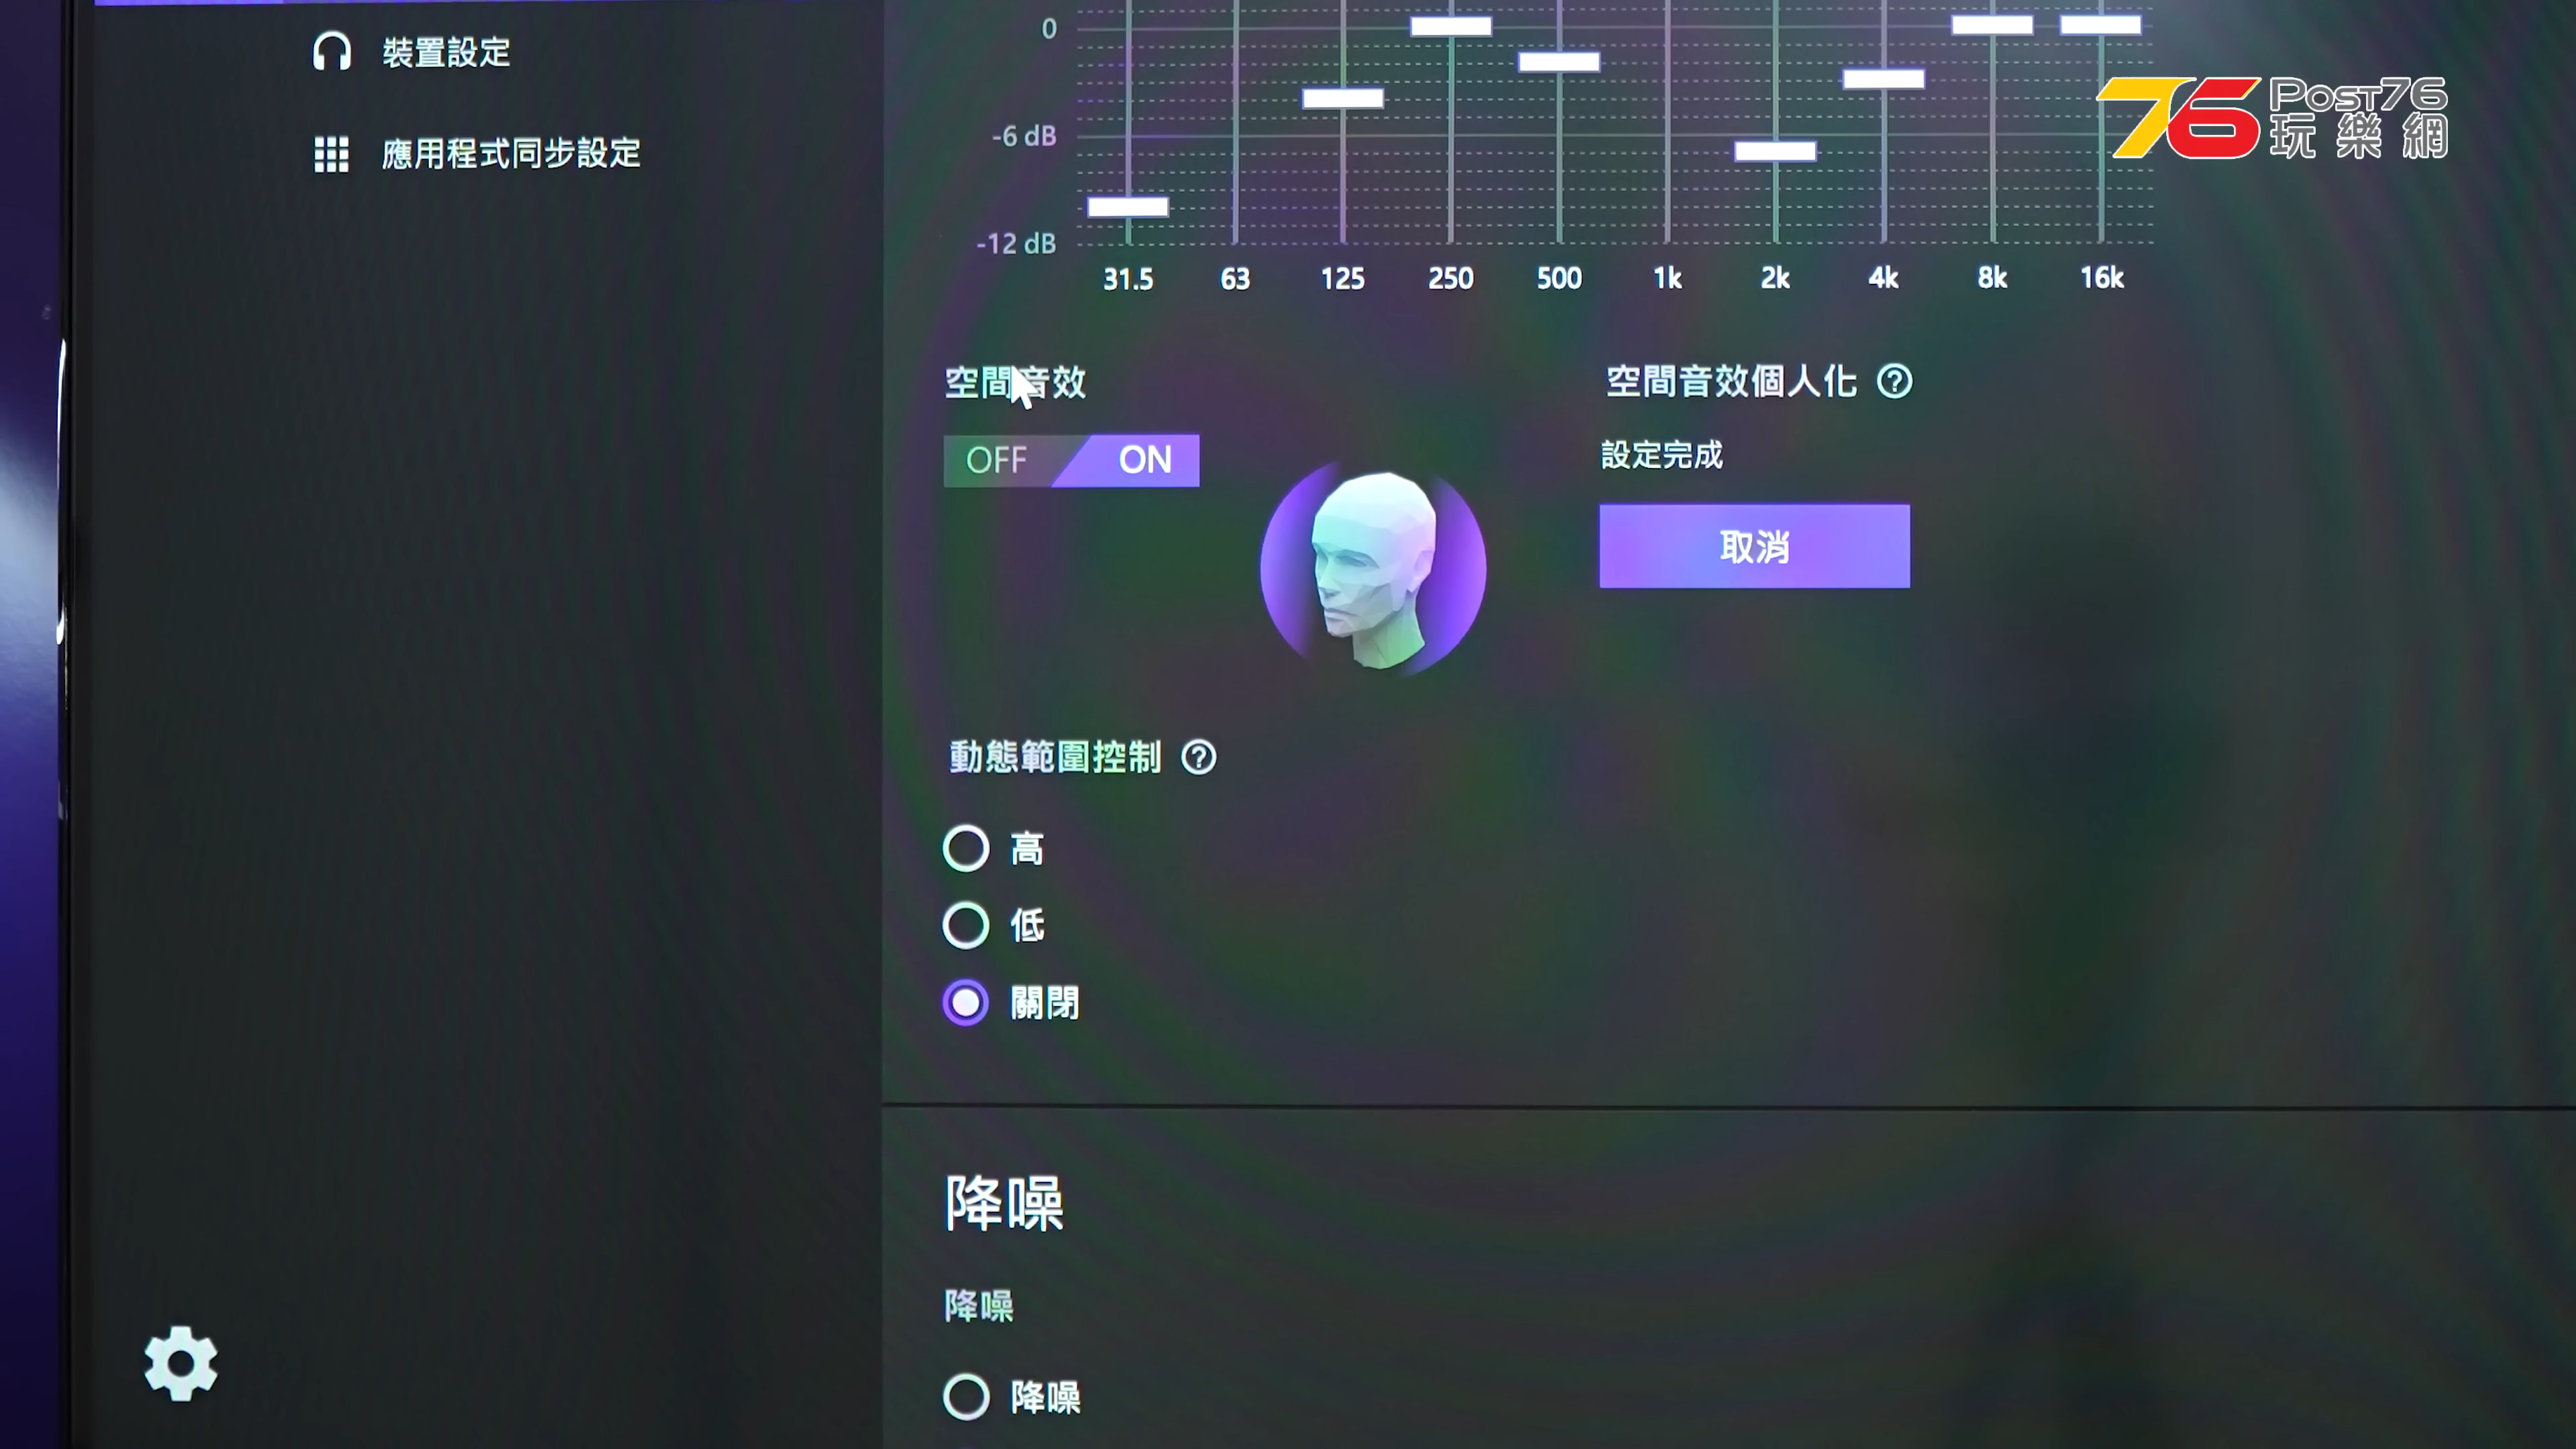 裝置設定
應用程式同步設定
0
-6 dB
-12 dB
31.5 63 125 250 500 1k 2k 4k 8k 16k
76 POST76
玩樂網
空間音效
OFF ON
空間音效個人化 ?
設定完成
取消
動態範圍控制 ?
高
低
關閉
降噪
降噪
降噪